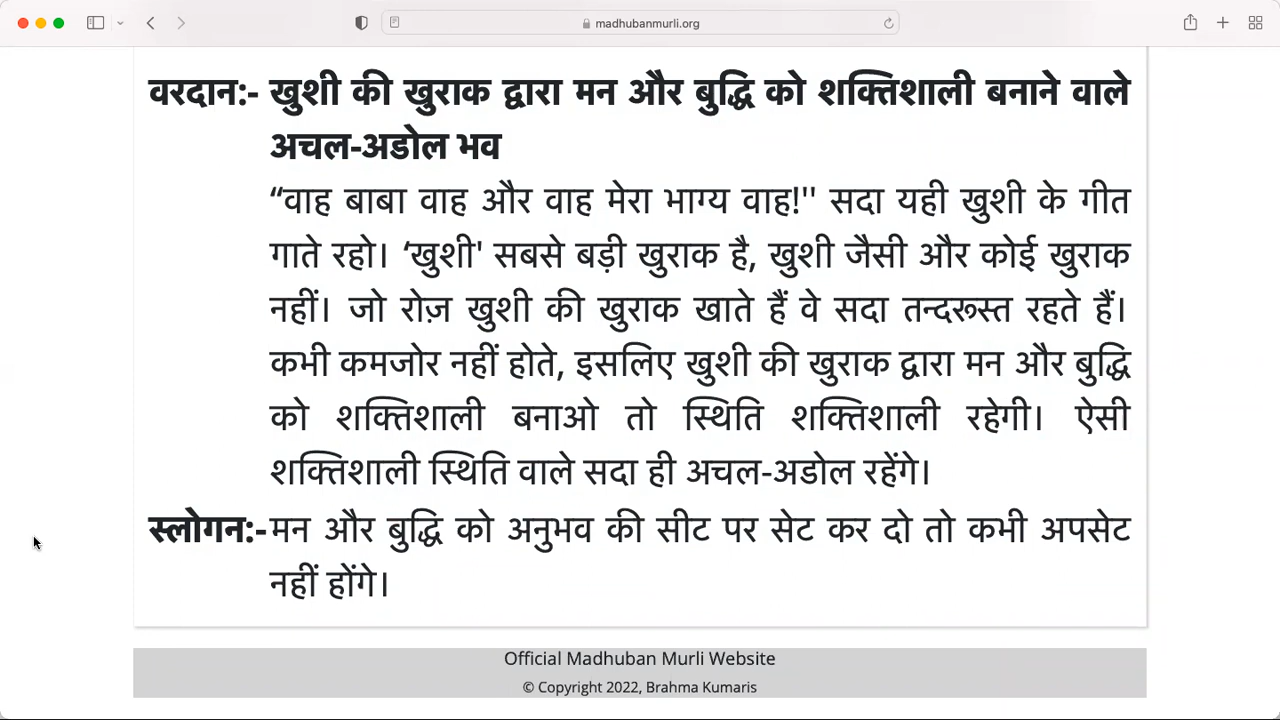 madhubanmurli.org
वरदान:- खुशी की खुराक द्वारा मन और बुद्धि को शक्तिशाली बनाने वाले
अचल-अडोल भव
“वाह बाबा वाह और वाह मेरा भाग्य वाह!'' सदा यही खुशी के गीत
गाते रहो। ‘खुशी' सबसे बड़ी खुराक है, खुशी जैसी और कोई खुराक
नहीं। जो रोज़ खुशी की खुराक खाते हैं वे सदा तन्दरूस्त रहते हैं।
कभी कमजोर नहीं होते, इसलिए खुशी की खुराक द्वारा मन और बुद्धि
को शक्तिशाली बनाओ तो स्थिति शक्तिशाली रहेगी। ऐसी
शक्तिशाली स्थिति वाले सदा ही अचल-अडोल रहेंगे।
स्लोगन:- मन और बुद्धि को अनुभव की सीट पर सेट कर दो तो कभी अपसेट
नहीं होंगे।
Official Madhuban Murli Website
© Copyright 2022, Brahma Kumaris